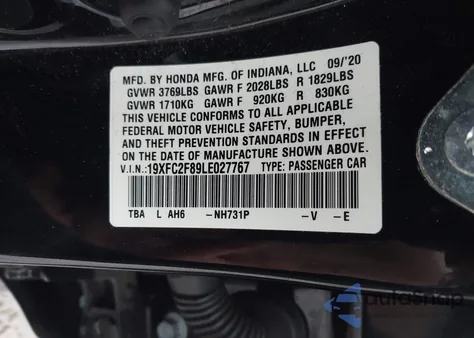 MFD. BY HONDA MFG. OF INDIANA, LLC 09/20
GVWR 3769LBS GAWR F 2028LBS R 1829LBS
GVWR 1710KG GAWR F 920KG R 830KG
THIS VEHICLE CONFORMS TO ALL APPLICABLE
FEDERAL MOTOR VEHICLE SAFETY, BUMPER,
AND THEFT PREVENTION STANDARDS IN EFFECT
ON THE DATE OF MANUFACTURE SHOWN ABOVE.
V.I.N.:19XFC2F89LE027767 TYPE: PASSENGER CAR
TBA L AH6 -NH731P -V -E
AutoSnap